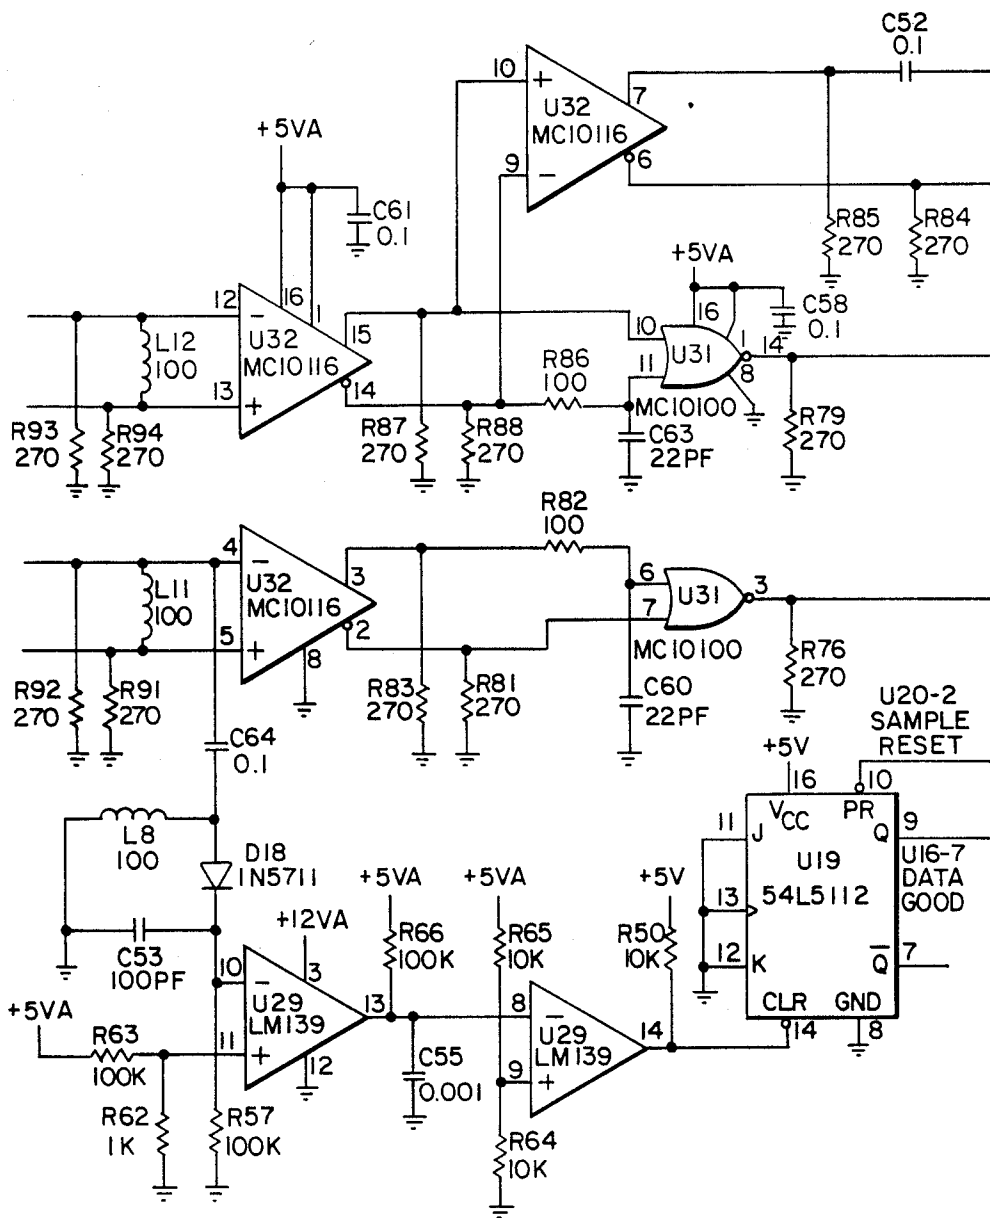 C52
0.1
10
+
7
U32
MC10116
9
−
6
+5VA
C61
0.1
R85
270
R84
270
+5VA
16
C58
0.1
12
−
16
1
15
U32
MC10116
14
13
+
L12
100
10
11
U31
1
14
8
MC10100
R86
100
R93
270
R94
270
R87
270
R88
270
C63
22PF
R79
270
R82
100
4
−
3
U32
MC10116
2
5
+
8
L11
100
6
7
U31
3
MC10100
R92
270
R91
270
R83
270
R81
270
C60
22PF
R76
270
U20-2
SAMPLE
RESET
C64
0.1
+5V
16
10
VCC
PR
L8
100
11
J
Q
9
D18
1N5711
U19
54L5112
U16-7
DATA
GOOD
13
+5VA
+5VA
+5V
+12VA
R66
100K
R65
10K
R50
10K
12
K
Q
7
C53
100PF
10
−
3
U29
LM139
13
8
−
U29
LM139
14
CLR
GND
14
8
+5VA
R63
100K
11
+
12
C55
0.001
9
+
R62
1K
R57
100K
R64
10K